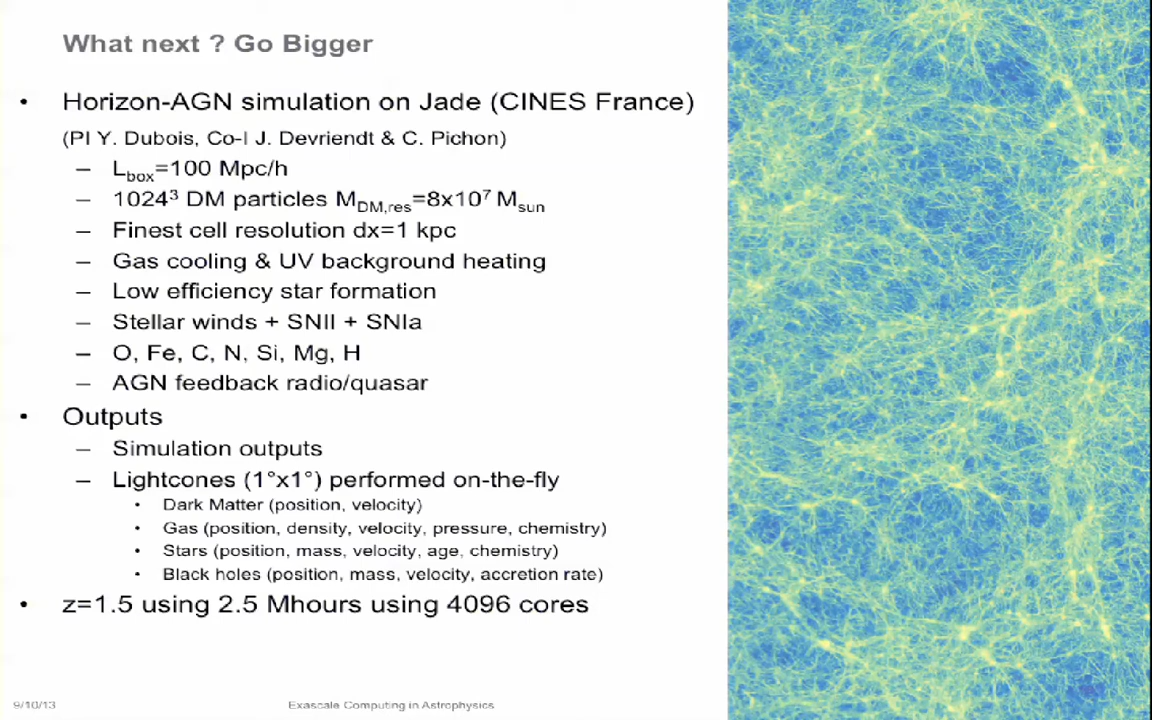 What next ? Go Bigger
• Horizon-AGN simulation on Jade (CINES France)
(PI Y. Dubois, Co-I J. Devriendt & C. Pichon)
– Lbox=100 Mpc/h
– 1024³ DM particles MDM,res=8x10⁷ Msun
– Finest cell resolution dx=1 kpc
– Gas cooling & UV background heating
– Low efficiency star formation
– Stellar winds + SNII + SNIa
– O, Fe, C, N, Si, Mg, H
– AGN feedback radio/quasar
• Outputs
– Simulation outputs
– Lightcones (1°x1°) performed on-the-fly
• Dark Matter (position, velocity)
• Gas (position, density, velocity, pressure, chemistry)
• Stars (position, mass, velocity, age, chemistry)
• Black holes (position, mass, velocity, accretion rate)
• z=1.5 using 2.5 Mhours using 4096 cores
9/10/13
Exascale Computing in Astrophysics